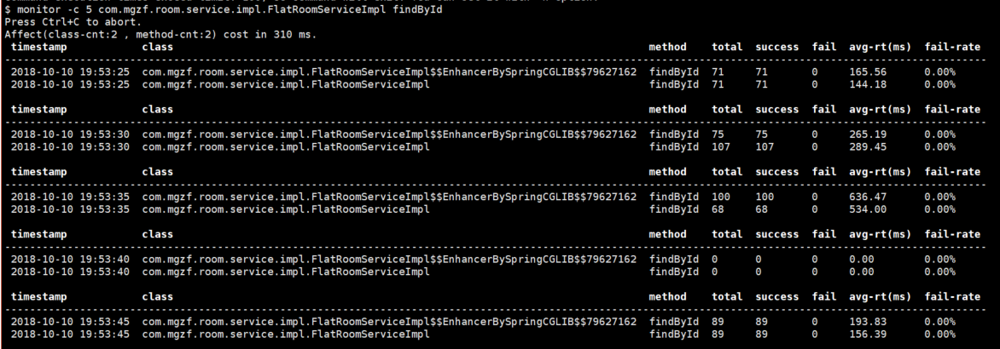 $ monitor -c 5 com.mgzf.room.service.impl.FlatRoomServiceImpl findById
Press Ctrl+C to abort.
Affect(class-cnt:2 , method-cnt:2) cost in 310 ms.
timestamp class method total success fail avg-rt(ms) fail-rate
2018-10-10 19:53:25 com.mgzf.room.service.impl.FlatRoomServiceImpl$$EnhancerBySpringCGLIB$$79627162 findById 71 71 0 165.56 0.00%
2018-10-10 19:53:25 com.mgzf.room.service.impl.FlatRoomServiceImpl findById 71 71 0 144.18 0.00%
timestamp class method total success fail avg-rt(ms) fail-rate
2018-10-10 19:53:30 com.mgzf.room.service.impl.FlatRoomServiceImpl$$EnhancerBySpringCGLIB$$79627162 findById 75 75 0 265.19 0.00%
2018-10-10 19:53:30 com.mgzf.room.service.impl.FlatRoomServiceImpl findById 107 107 0 289.45 0.00%
timestamp class method total success fail avg-rt(ms) fail-rate
2018-10-10 19:53:35 com.mgzf.room.service.impl.FlatRoomServiceImpl$$EnhancerBySpringCGLIB$$79627162 findById 100 100 0 636.47 0.00%
2018-10-10 19:53:35 com.mgzf.room.service.impl.FlatRoomServiceImpl findById 68 68 0 534.00 0.00%
timestamp class method total success fail avg-rt(ms) fail-rate
2018-10-10 19:53:40 com.mgzf.room.service.impl.FlatRoomServiceImpl$$EnhancerBySpringCGLIB$$79627162 findById 0 0 0 0.00 0.00%
2018-10-10 19:53:40 com.mgzf.room.service.impl.FlatRoomServiceImpl findById 0 0 0 0.00 0.00%
timestamp class method total success fail avg-rt(ms) fail-rate
2018-10-10 19:53:45 com.mgzf.room.service.impl.FlatRoomServiceImpl$$EnhancerBySpringCGLIB$$79627162 findById 89 89 0 193.83 0.00%
2018-10-10 19:53:45 com.mgzf.room.service.impl.FlatRoomServiceImpl findById 89 89 0 156.39 0.00%